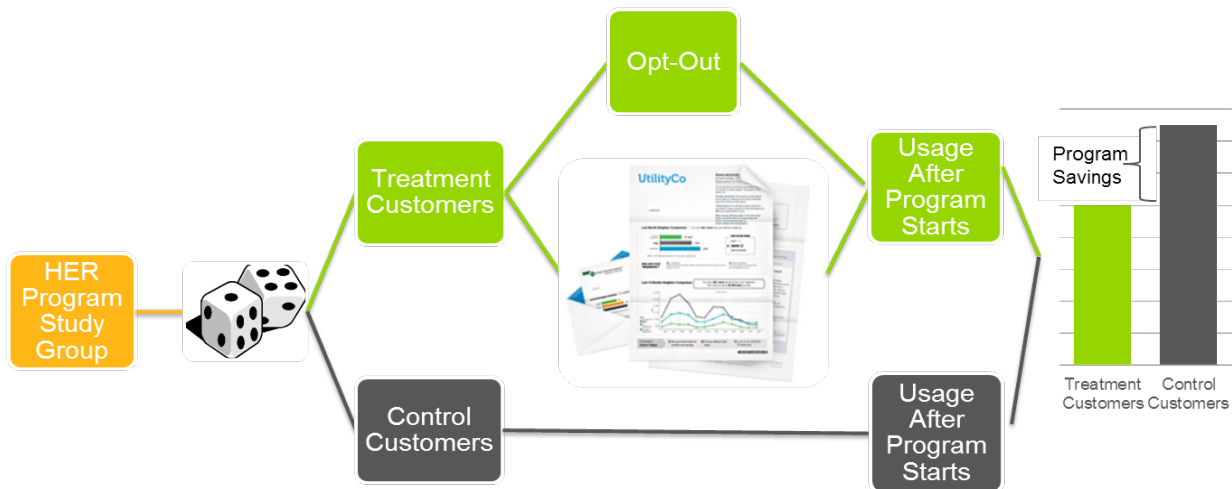 Opt-Out
Treatment
Customers
UtilityCo
Usage
After
Program
Starts
Program
Savings
HER
Program
Study
Group
Control
Customers
Usage
After
Program
Starts
Treatment
Customers
Control
Customers